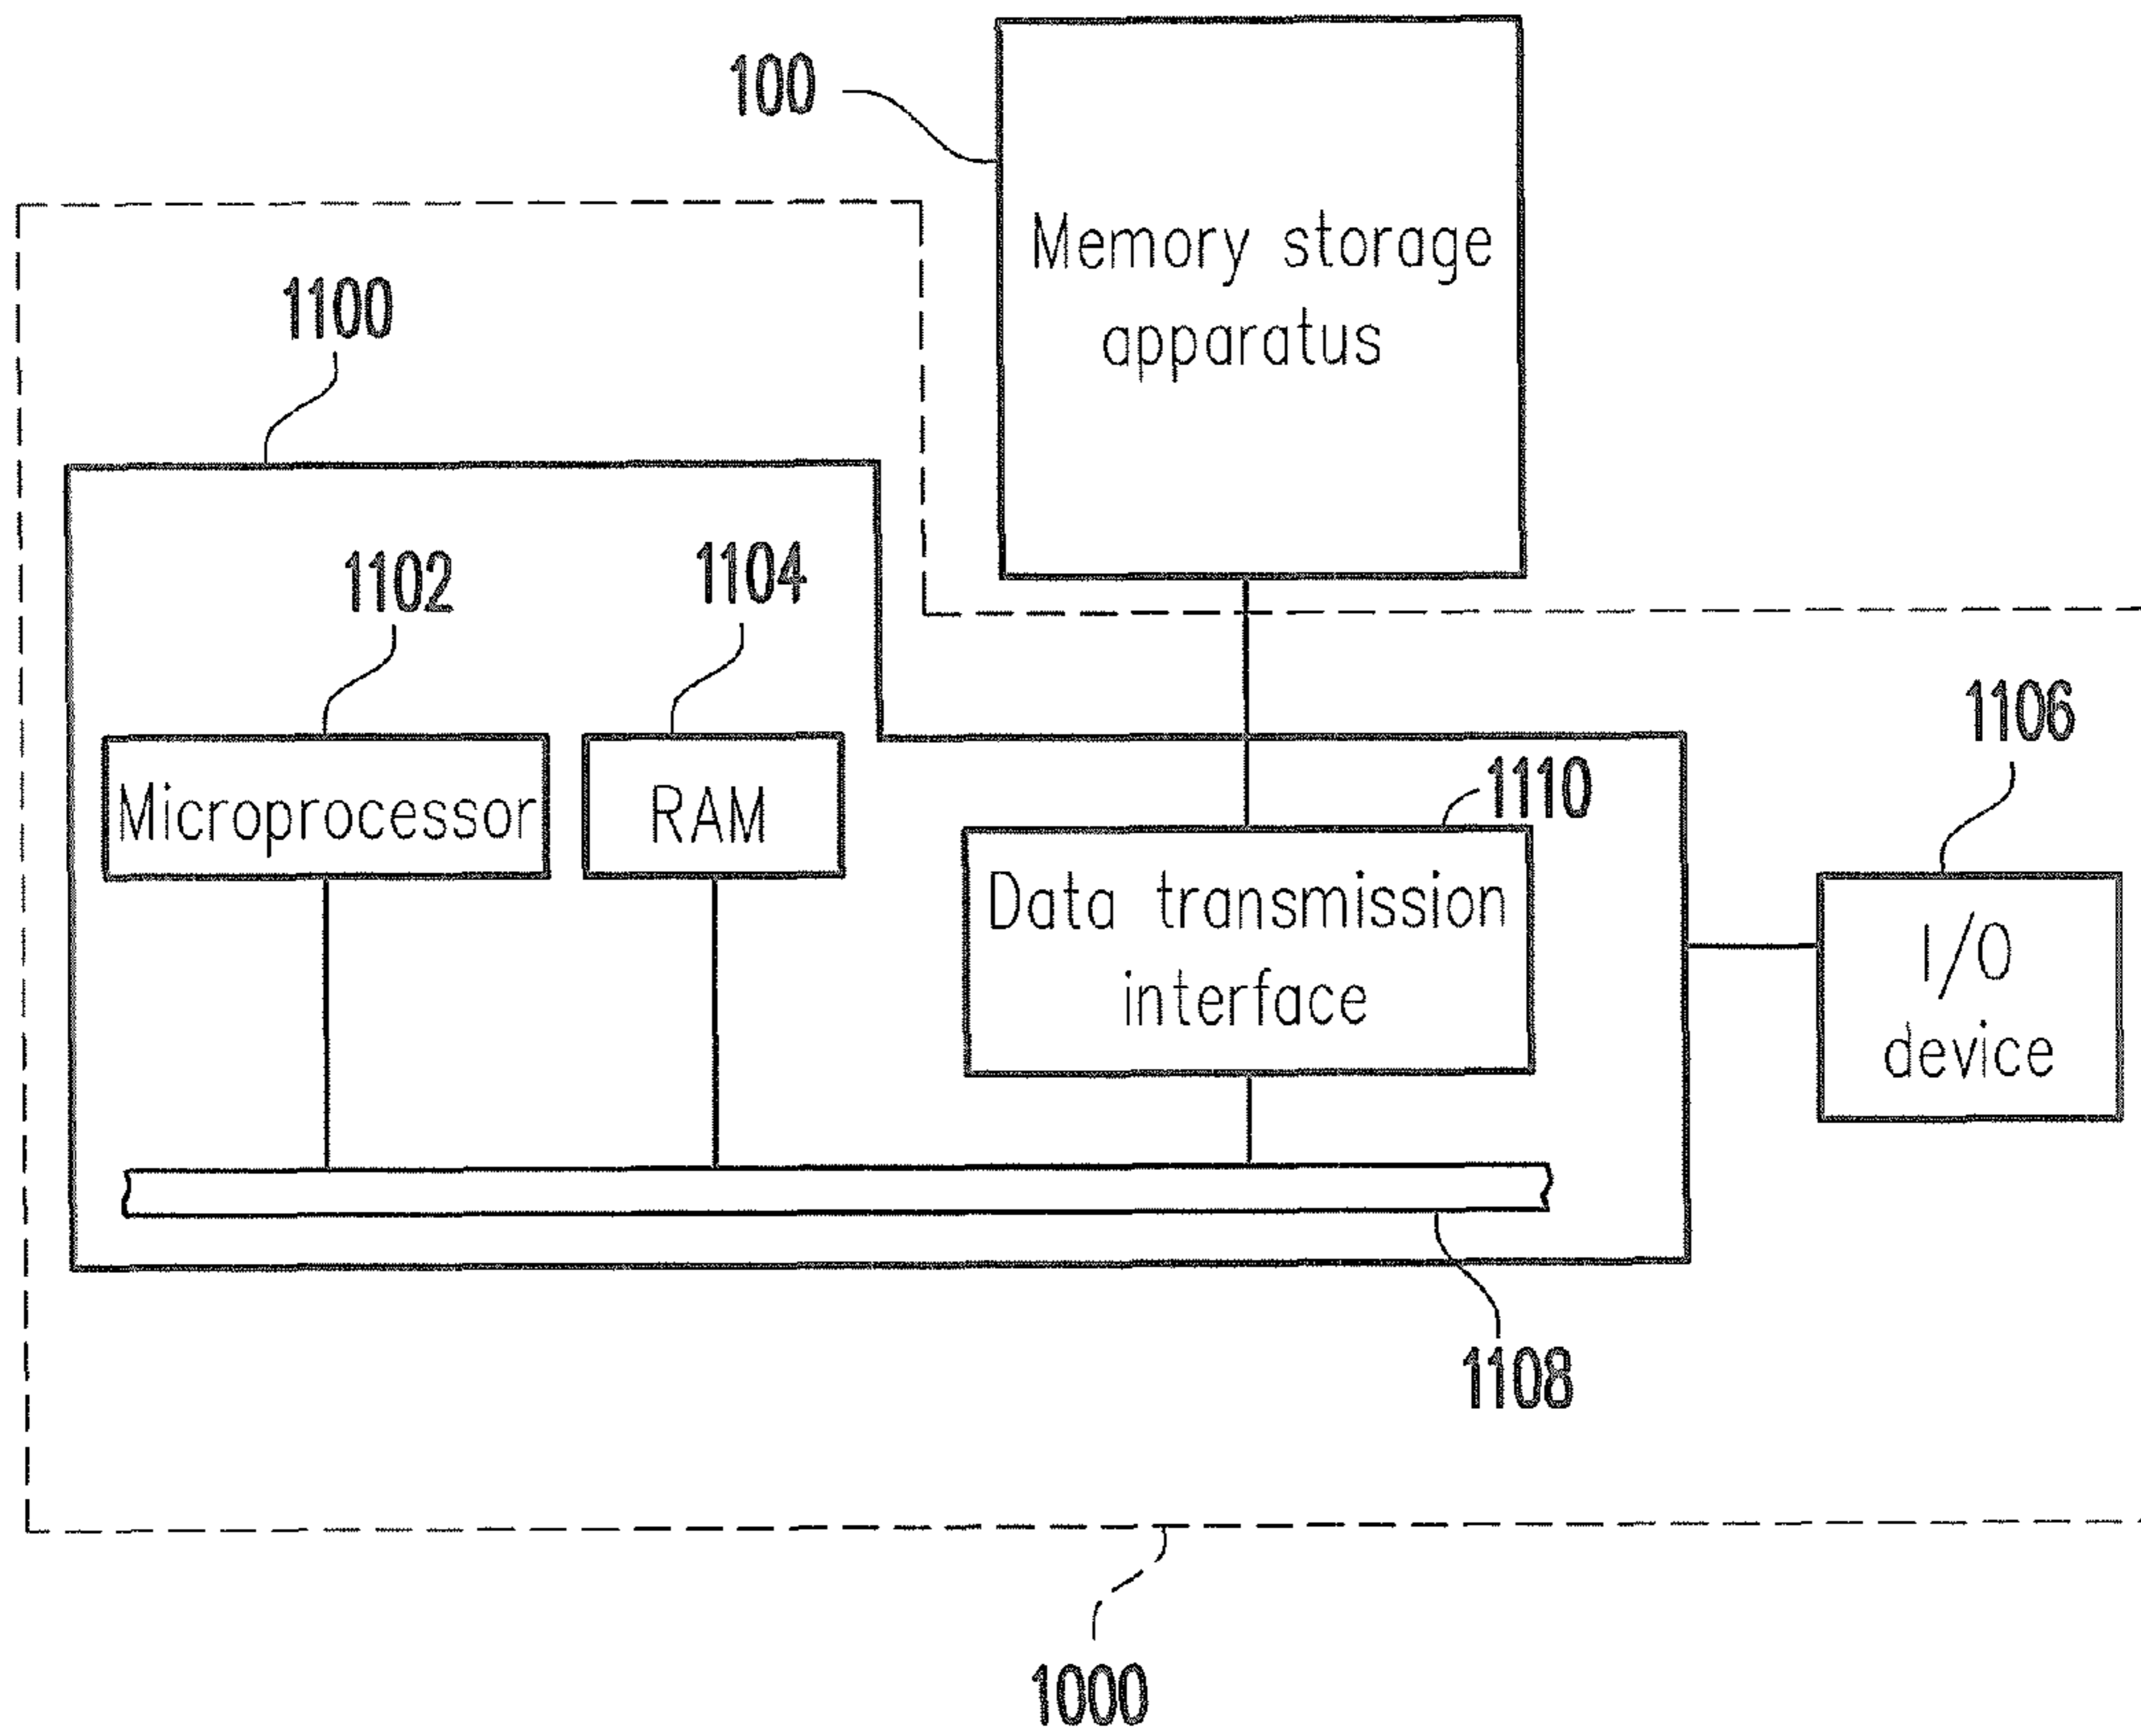 100
Memory storage
apparatus
1100
1102
1104
1106
Microprocessor
RAM
1110
Data transmission
interface
I/O
device
1108
1000